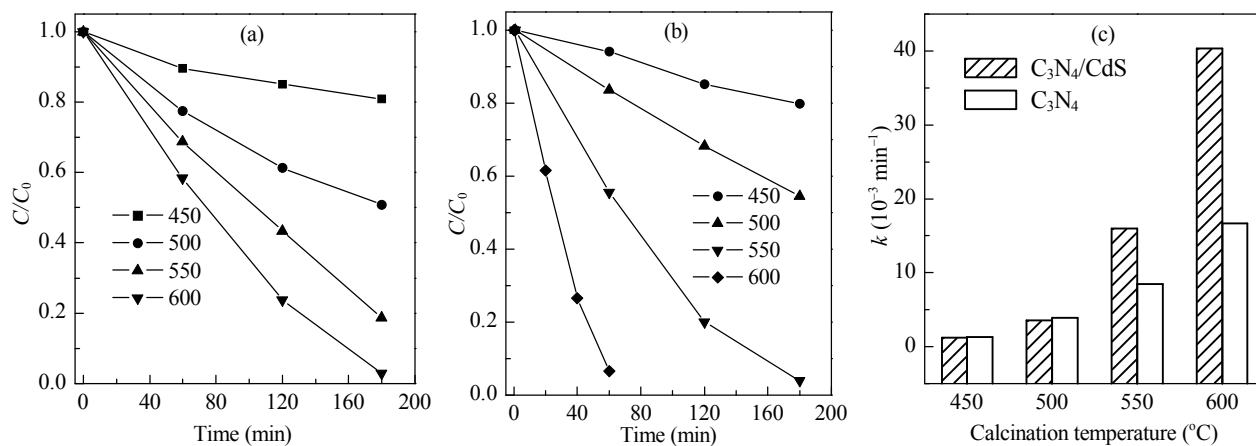 (a)
C/C₀
1.0
0.8
0.6
0.4
0.2
0.0
450
500
550
600
0 40 80 120 160 200
Time (min)
(b)
C/C₀
1.0
0.8
0.6
0.4
0.2
0.0
450
500
550
600
0 40 80 120 160 200
Time (min)
(c)
k (10⁻³ min⁻¹)
40
30
20
10
0
C₃N₄/CdS
C₃N₄
450 500 550 600
Calcination temperature (°C)